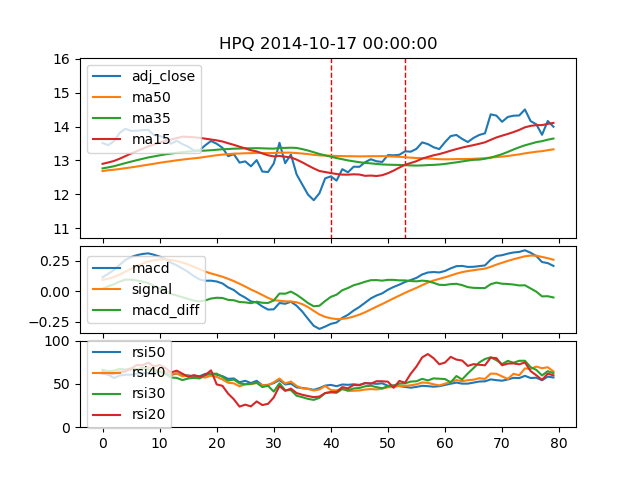 HPQ 2014-10-17 00:00:00
16
15
14
13
12
11
adj_close
ma50
ma35
ma15
0.25
0.00
−0.25
macd
signal
macd_diff
100
50
0
rsi50
rsi40
rsi30
rsi20
0 10 20 30 40 50 60 70 80